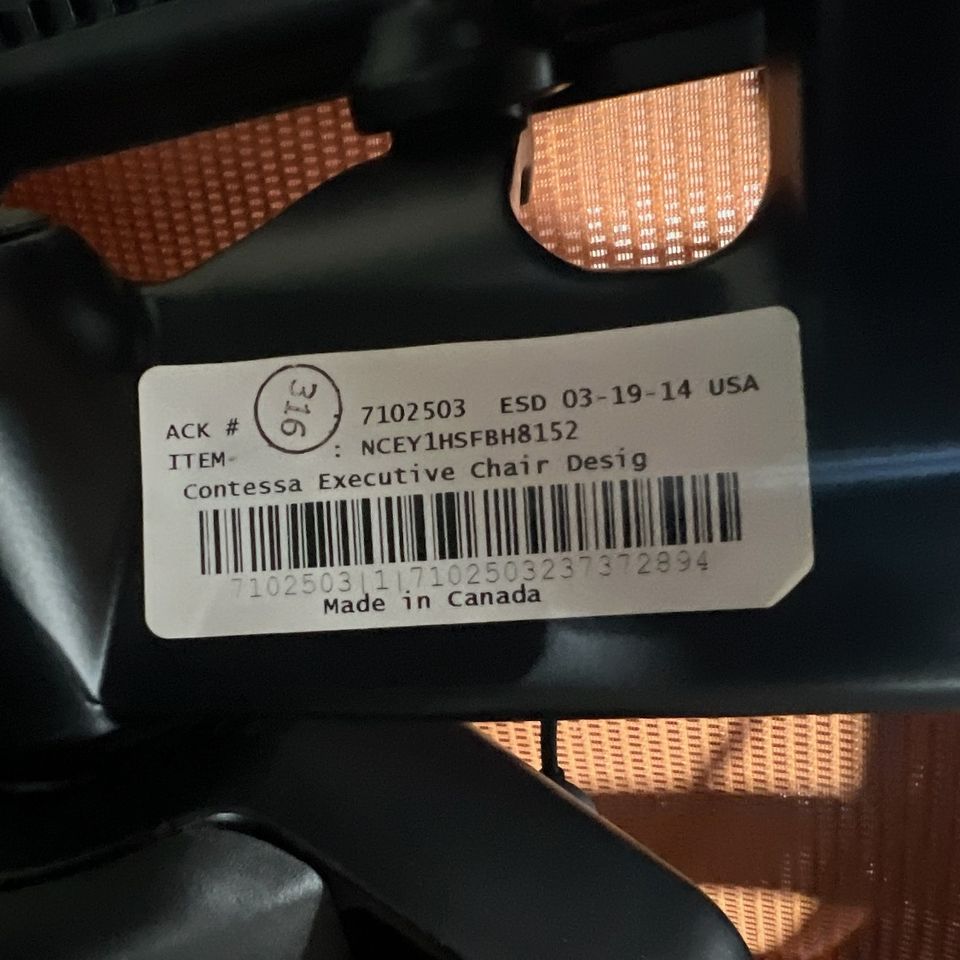 316
ACK # : 7102503 ESD 03-19-14 USA
ITEM : NCEY1HSFBH8152
Contessa Executive Chair Desig
7102503|1|7102503237372894
Made in Canada